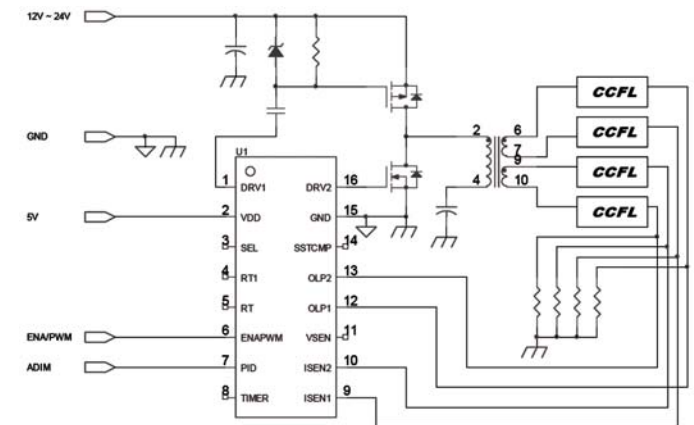 12V ~ 24V
GND
5V
ENA/PWM
ADIM
U1
1 DRV1
2 VDD
3 SEL
4 RT1
5 RT
6 ENAPWM
7 PID
8 TIMER
DRV2 16
GND 15
SSTCMP 14
OLP2 13
OLP1 12
VSEN 11
ISEN2 10
ISEN1 9
2
4
6
7
9
10
CCFL
CCFL
CCFL
CCFL